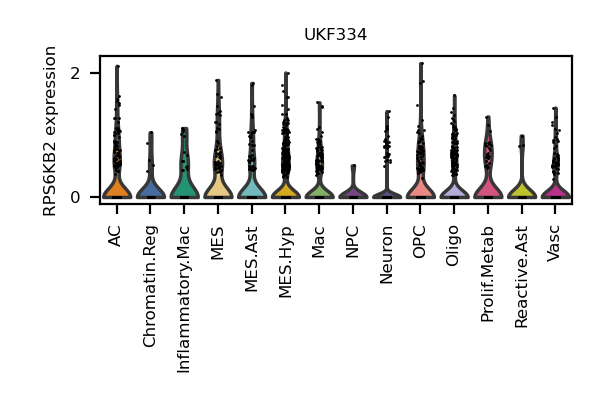 UKF334
RPS6KB2 expression
2
0
AC
Chromatin.Reg
Inflammatory.Mac
MES
MES.Ast
MES.Hyp
Mac
NPC
Neuron
OPC
Oligo
Prolif.Metab
Reactive.Ast
Vasc